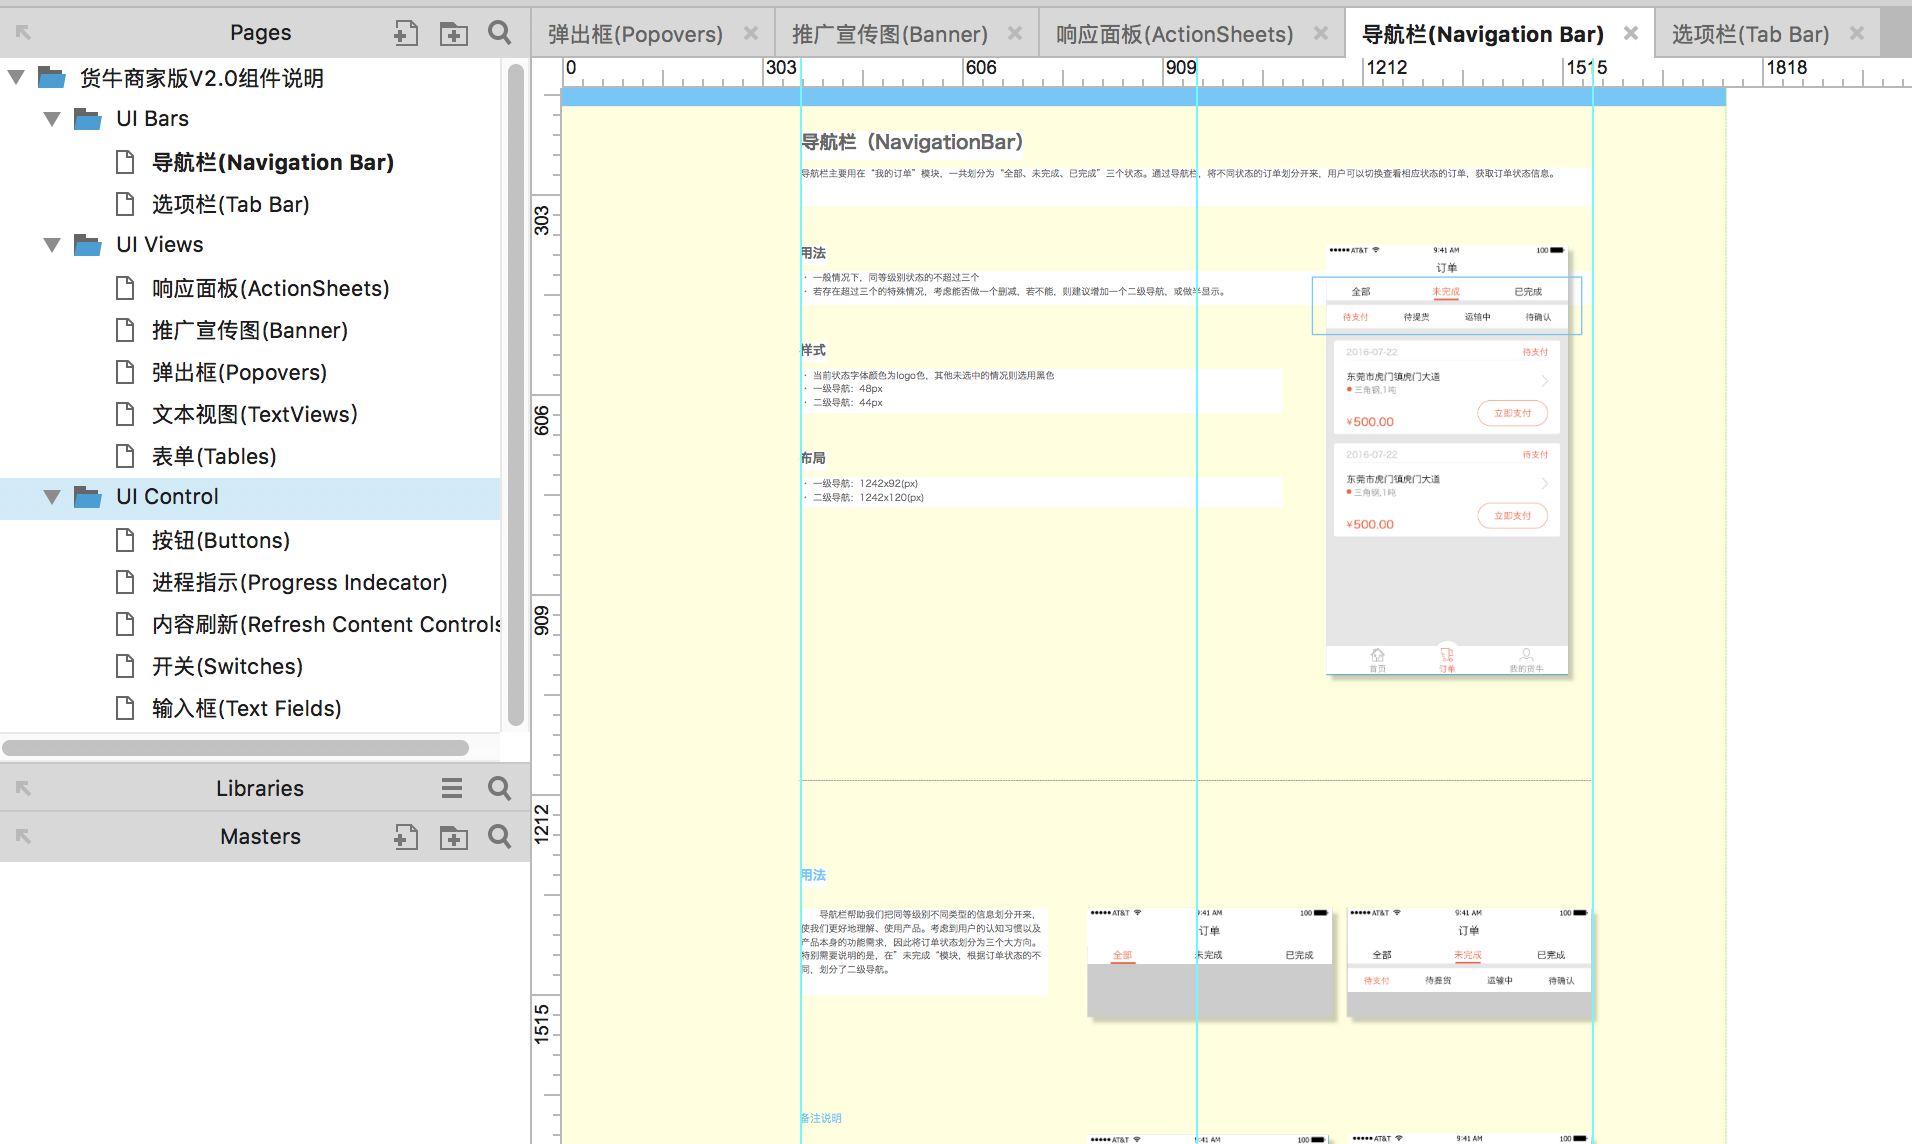 Pages
货牛商家版V2.0组件说明
UI Bars
导航栏(Navigation Bar)
选项栏(Tab Bar)
UI Views
响应面板(ActionSheets)
推广宣传图(Banner)
弹出框(Popovers)
文本视图(TextViews)
表单(Tables)
UI Control
按钮(Buttons)
进程指示(Progress Indecator)
内容刷新(Refresh Content Controls
开关(Switches)
输入框(Text Fields)
Libraries
Masters
弹出框(Popovers)
推广宣传图(Banner)
响应面板(ActionSheets)
导航栏(Navigation Bar)
选项栏(Tab Bar)
0 303 606 909 1212 1515 1818
303
606
909
1212
1515
导航栏（NavigationBar）
导航栏主要用在“我的订单”模块，一共划分为“全部、未完成、已完成”三个状态。通过导航栏，将不同状态的订单划分开来，用户可以切换查看相应状态的订单，获取订单状态信息。
用法
· 一般情况下，同等级别状态的不超过三个
· 若存在超过三个的特殊情况，考虑能否做一个删减，若不能，则建议增加一个二级导航，或做半显示。
样式
· 当前状态字体颜色为logo色，其他未选中的情况则选用黑色
· 一级导航：48px
· 二级导航：44px
布局
· 一级导航：1242x92(px)
· 二级导航：1242x120(px)
AT&T 9:41 AM 100
订单
全部 未完成 已完成
待支付 待提货 运输中 待确认
2016-07-22 待支付
东莞市虎门镇虎门大道
三角钢,1吨
¥500.00 立即支付
2016-07-22 待支付
东莞市虎门镇虎门大道
三角钢,1吨
¥500.00 立即支付
首页 订单 我的货牛
用法
导航栏帮助我们把同等级别不同类型的信息划分开来，
使我们更好地理解、使用产品。考虑到用户的认知习惯以及
产品本身的功能需求，因此将订单状态划分为三个大方向。
特别需要说明的是，在”未完成“模块，根据订单状态的不
同，划分了二级导航。
AT&T 9:41 AM 100
订单
全部 未完成 已完成
AT&T 9:41 AM 100
订单
全部 未完成 已完成
待支付 待提货 运输中 待确认
备注说明
AT&T 9:41 AM 100
AT&T 9:41 AM 100